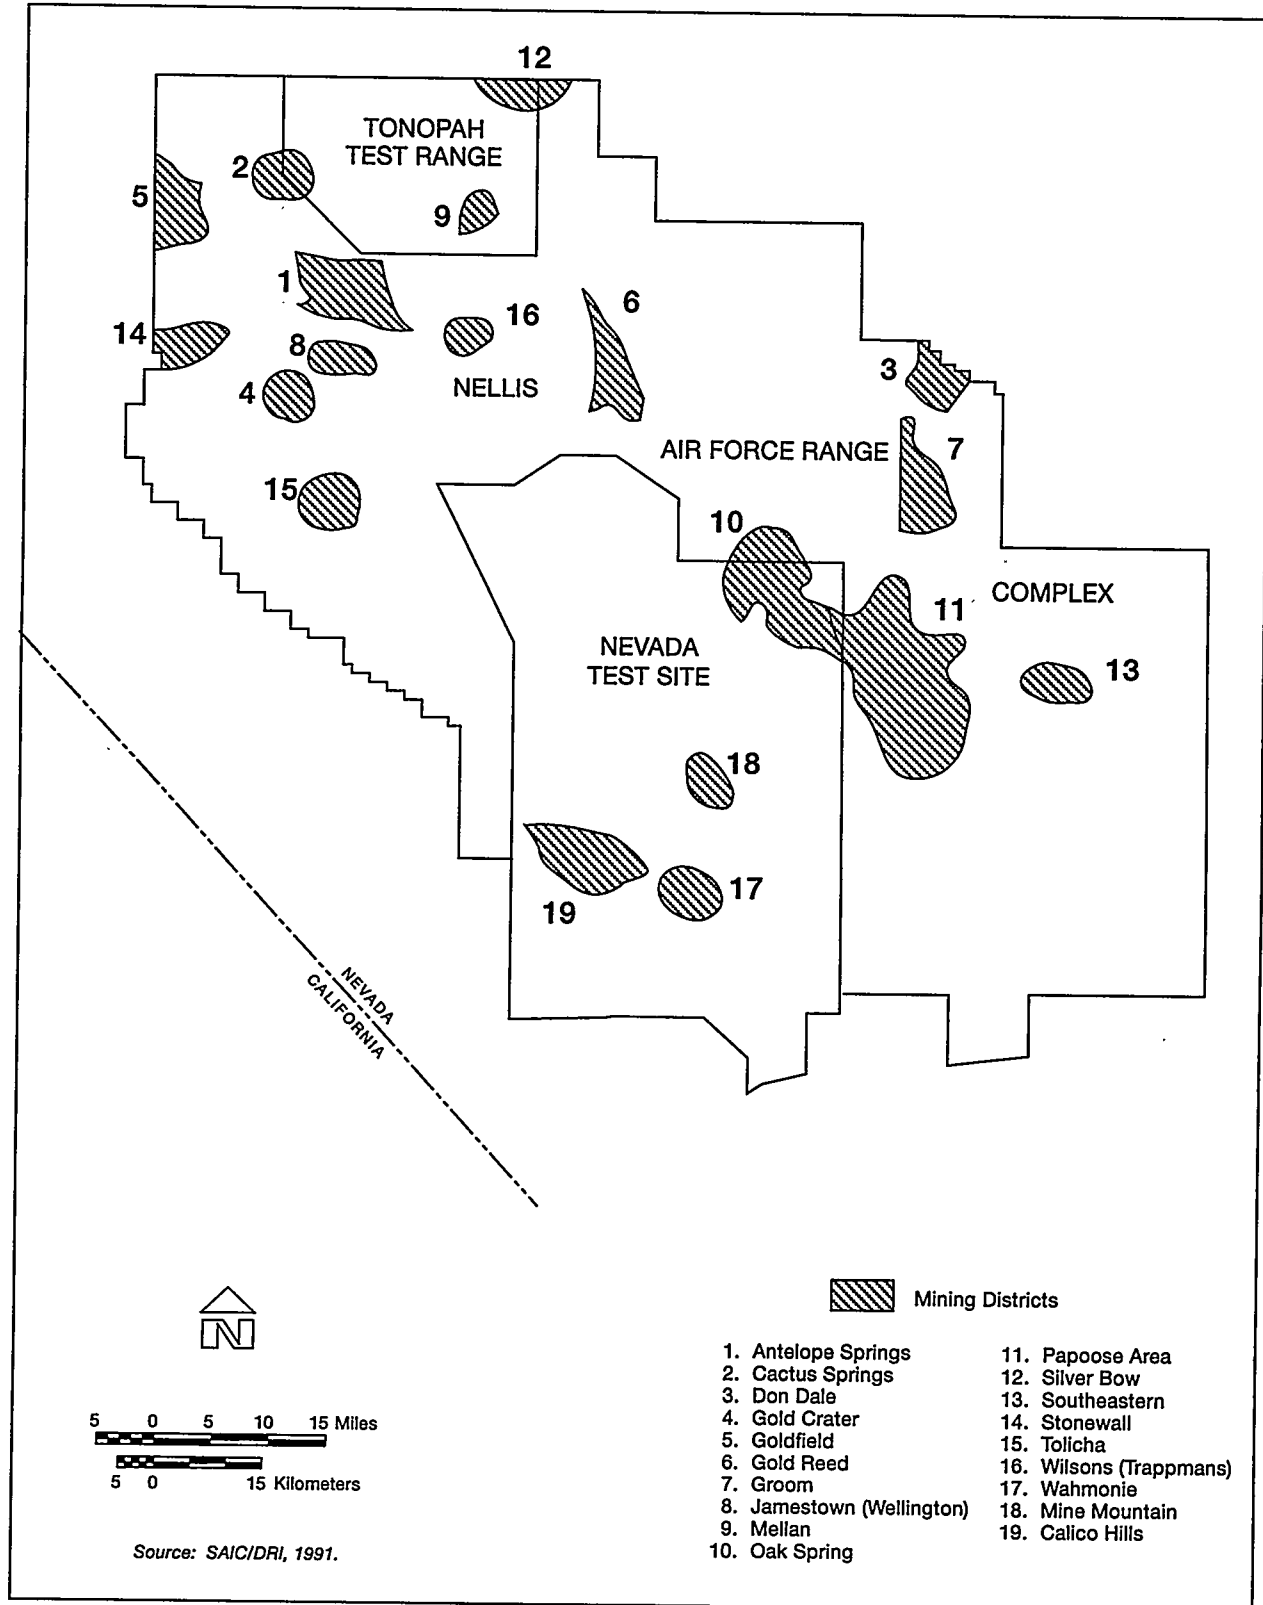 12
TONOPAH
TEST RANGE
2
5
9
1
16
6
14
8
3
4
NELLIS
AIR FORCE RANGE
7
15
10
COMPLEX
11
NEVADA
TEST SITE
13
18
17
19
NEVADA
CALIFORNIA
N
Mining Districts
1. Antelope Springs
2. Cactus Springs
3. Don Dale
4. Gold Crater
5. Goldfield
6. Gold Reed
7. Groom
8. Jamestown (Wellington)
9. Mellan
10. Oak Spring
11. Papoose Area
12. Silver Bow
13. Southeastern
14. Stonewall
15. Tolicha
16. Wilsons (Trappmans)
17. Wahmonie
18. Mine Mountain
19. Calico Hills
5 0 5 10 15 Miles
5 0 15 Kilometers
Source: SAIC/DRI, 1991.